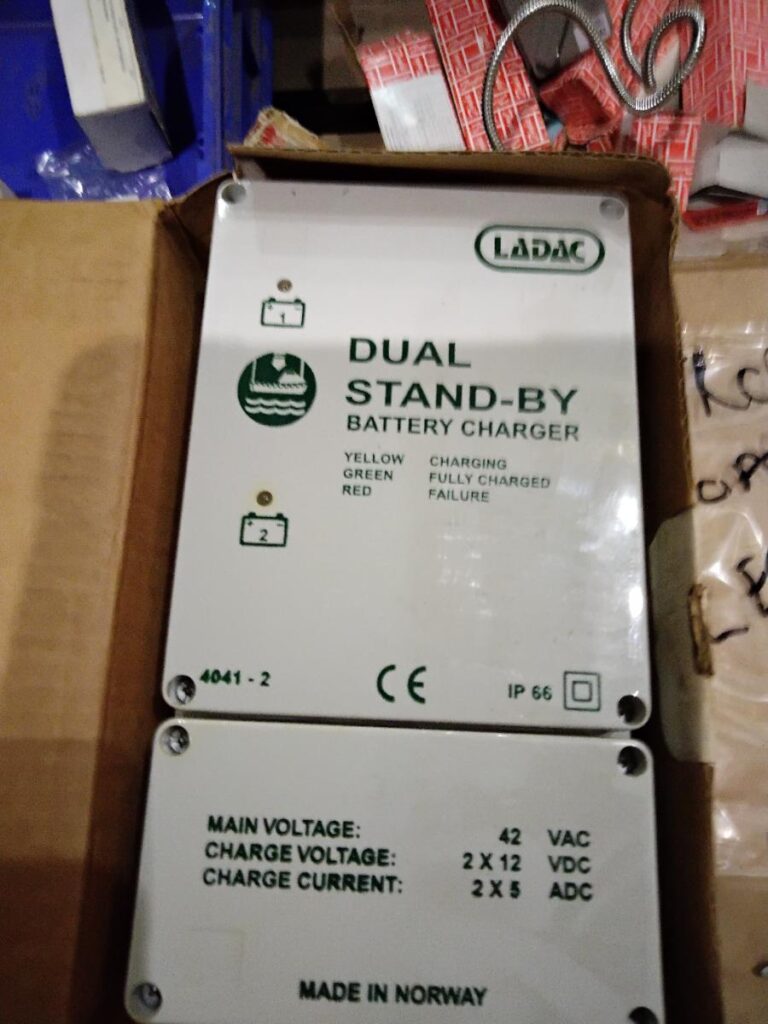 LADAC
1
DUAL
STAND-BY
BATTERY CHARGER
YELLOW CHARGING
GREEN FULLY CHARGED
RED FAILURE
2
4041 - 2
CE
IP 66
MAIN VOLTAGE: 42 VAC
CHARGE VOLTAGE: 2 X 12 VDC
CHARGE CURRENT: 2 X 5 ADC
MADE IN NORWAY